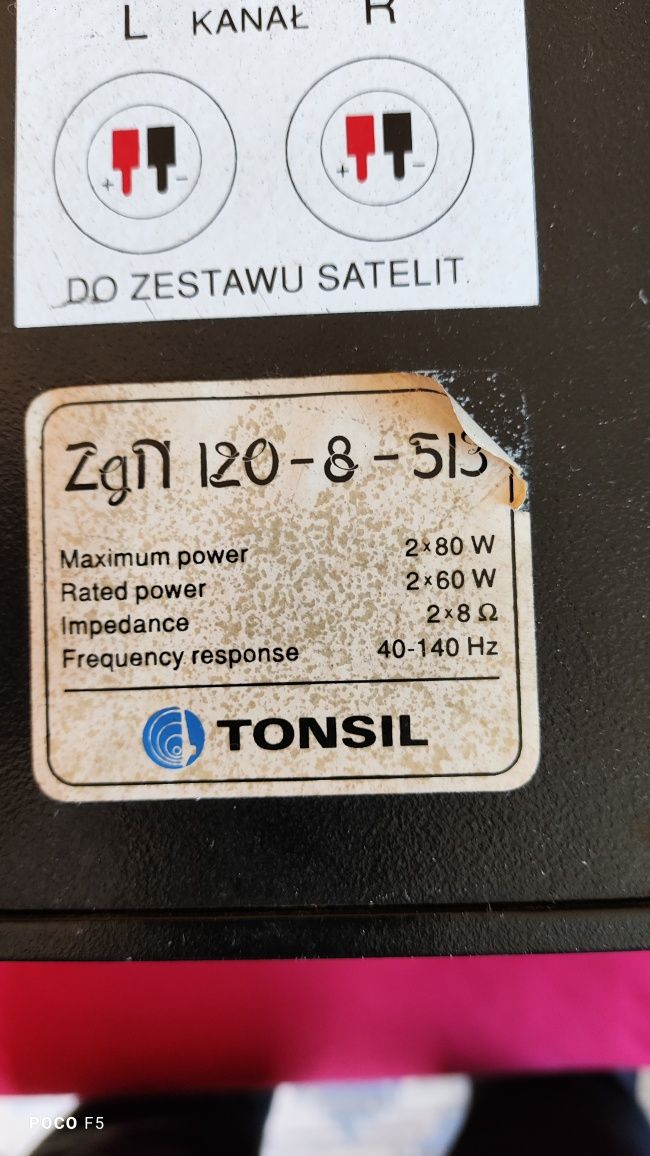 L KANAŁ R
+ - + -
DO ZESTAWU SATELIT
ZgN 120-8-513
Maximum power 2×80 W
Rated power 2×60 W
Impedance 2×8 Ω
Frequency response 40-140 Hz
TONSIL
POCO F5